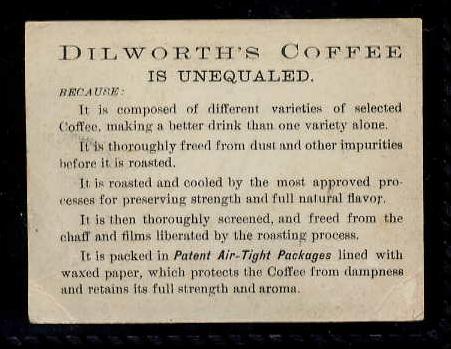 DILWORTH'S COFFEE
IS UNEQUALED.
BECAUSE:
It is composed of different varieties of selected
Coffee, making a better drink than one variety alone.
It is thoroughly freed from dust and other impurities
before it is roasted.
It is roasted and cooled by the most approved pro-
cesses for preserving strength and full natural flavor.
It is then thoroughly screened, and freed from the
chaff and films liberated by the roasting process.
It is packed in Patent Air-Tight Packages lined with
waxed paper, which protects the Coffee from dampness
and retains its full strength and aroma.